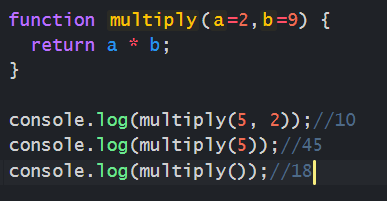 function multiply(a=2,b=9) {
  return a * b;
}

console.log(multiply(5, 2));//10
console.log(multiply(5));//45
console.log(multiply());//18